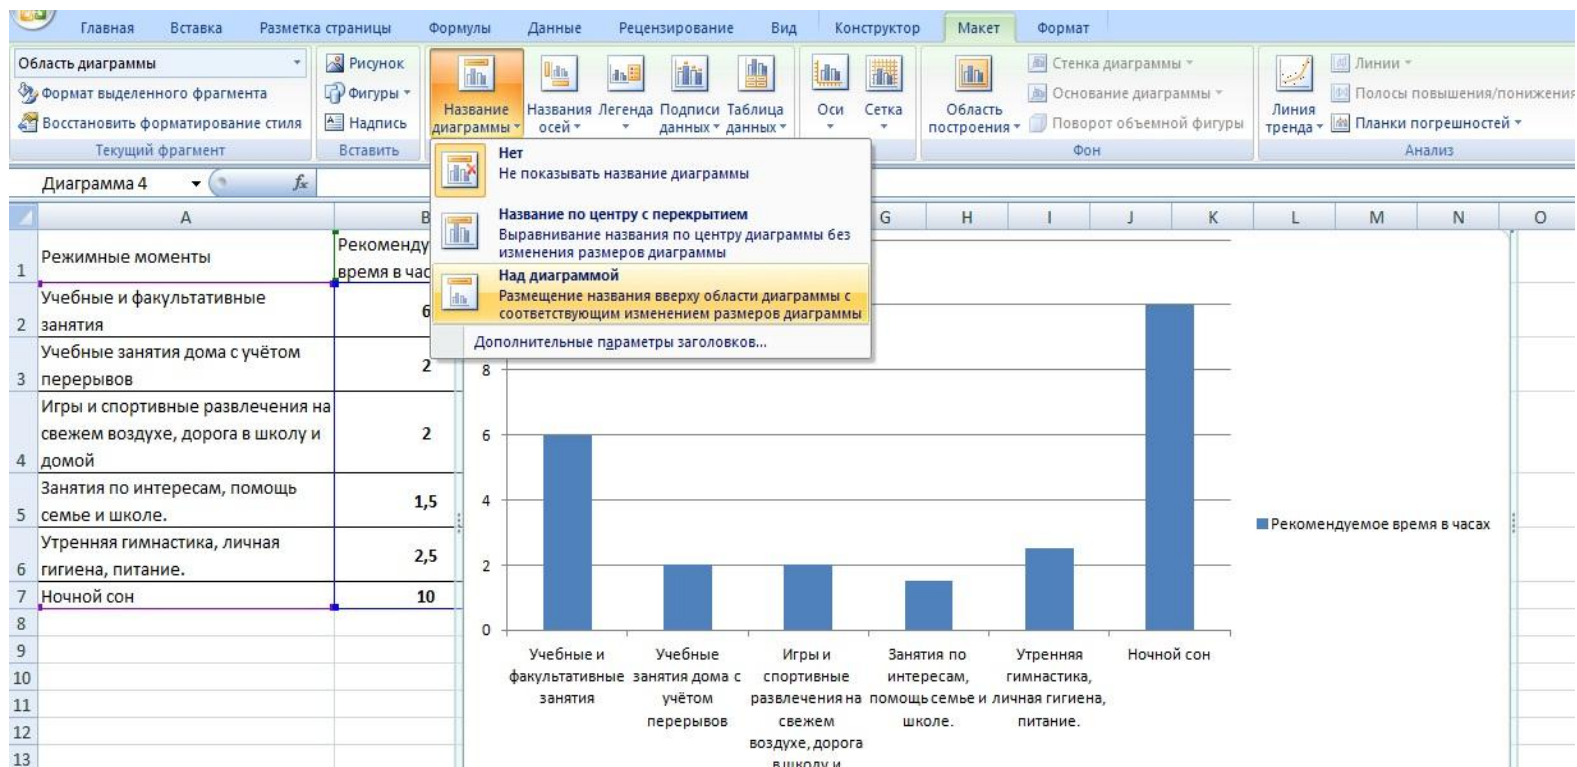 Главная Вставка Разметка страницы Формулы Данные Рецензирование Вид Конструктор Макет Формат
Область диаграммы
Формат выделенного фрагмента
Восстановить форматирование стиля
Текущий фрагмент
Рисунок
Фигуры
Надпись
Вставить
Название
диаграммы
Названия
осей
Легенда
Подписи
данных
Таблица
данных
Оси
Сетка
Область
построения
Стенка диаграммы
Основание диаграммы
Поворот объемной фигуры
Фон
Линия
тренда
Линии
Полосы повышения/понижения
Планки погрешностей
Анализ
Нет
Не показывать название диаграммы
Название по центру с перекрытием
Выравнивание названия по центру диаграммы без
изменения размеров диаграммы
Над диаграммой
Размещение названия вверху области диаграммы с
соответствующим изменением размеров диаграммы
Дополнительные параметры заголовков...
Диаграмма 4 fx
A B G H I J K L M N O
1 Режимные моменты
Рекоменду
время в час
Учебные и факультативные
2 занятия 6
Учебные занятия дома с учётом
3 перерывов 2
Игры и спортивные развлечения на
свежем воздухе, дорога в школу и
4 домой 2
Занятия по интересам, помощь
5 семье и школе. 1,5
Утренняя гимнастика, личная
6 гигиена, питание. 2,5
7 Ночной сон 10
8
9
10
11
12
13
8
6
4
2
0
Учебные и
факультативные
занятия
Учебные
занятия дома с
учётом
перерывов
Игры и
спортивные
развлечения на
свежем
воздухе, дорога
в школу и
Занятия по
интересам,
помощь семье и
школе.
Утренняя
гимнастика,
личная гигиена,
питание.
Ночной сон
Рекомендуемое время в часах